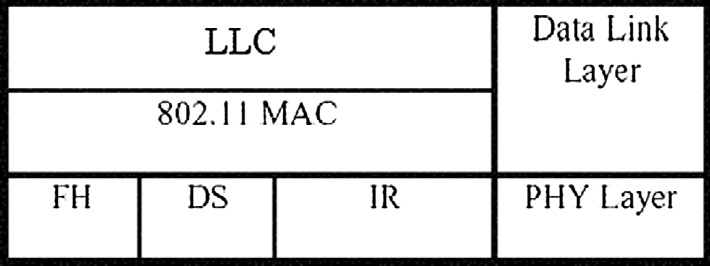 LLC
Data Link
Layer
802.11 MAC
FH
DS
IR
PHY Layer